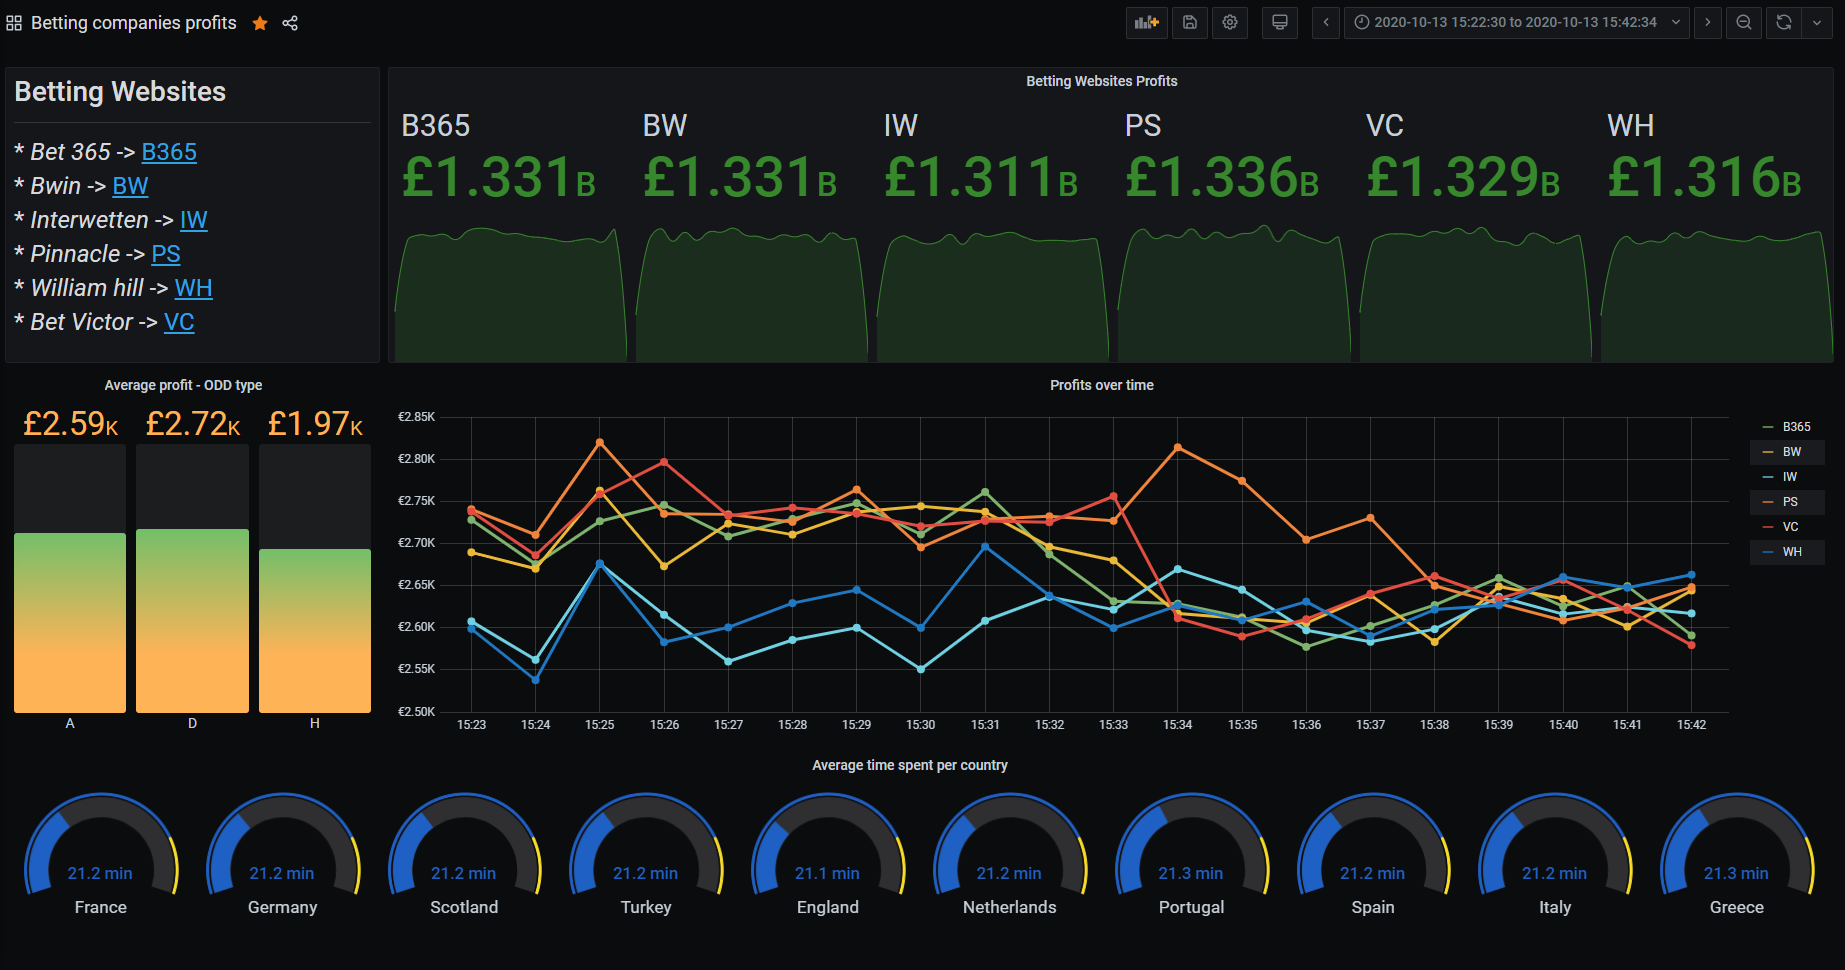 Betting companies profits
2020-10-13 15:22:30 to 2020-10-13 15:42:34
Betting Websites
* Bet 365 -> B365
* Bwin -> BW
* Interwetten -> IW
* Pinnacle -> PS
* William hill -> WH
* Bet Victor -> VC
Betting Websites Profits
B365 BW IW PS VC WH
£1.331B £1.331B £1.311B £1.336B £1.329B £1.316B
Average profit - ODD type
£2.59K £2.72K £1.97K
A D H
Profits over time
€2.85K
€2.80K
€2.75K
€2.70K
€2.65K
€2.60K
€2.55K
€2.50K
15:23 15:24 15:25 15:26 15:27 15:28 15:29 15:30 15:31 15:32 15:33 15:34 15:35 15:36 15:37 15:38 15:39 15:40 15:41 15:42
B365
BW
IW
PS
VC
WH
Average time spent per country
21.2 min 21.2 min 21.2 min 21.2 min 21.1 min 21.2 min 21.3 min 21.2 min 21.2 min 21.3 min
France Germany Scotland Turkey England Netherlands Portugal Spain Italy Greece